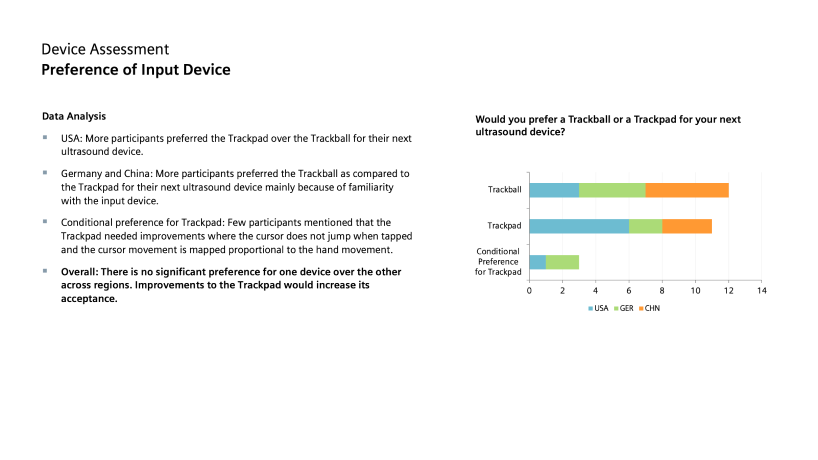 Device Assessment
Preference of Input Device
Data Analysis
USA: More participants preferred the Trackpad over the Trackball for their next
ultrasound device.
Germany and China: More participants preferred the Trackball as compared to
the Trackpad for their next ultrasound device mainly because of familiarity
with the input device.
Conditional preference for Trackpad: Few participants mentioned that the
Trackpad needed improvements where the cursor does not jump when tapped
and the cursor movement is mapped proportional to the hand movement.
Overall: There is no significant preference for one device over the other
across regions. Improvements to the Trackpad would increase its
acceptance.
Would you prefer a Trackball or a Trackpad for your next
ultrasound device?
Trackball
Trackpad
Conditional
Preference
for Trackpad
0 2 4 6 8 10 12 14
USA GER CHN